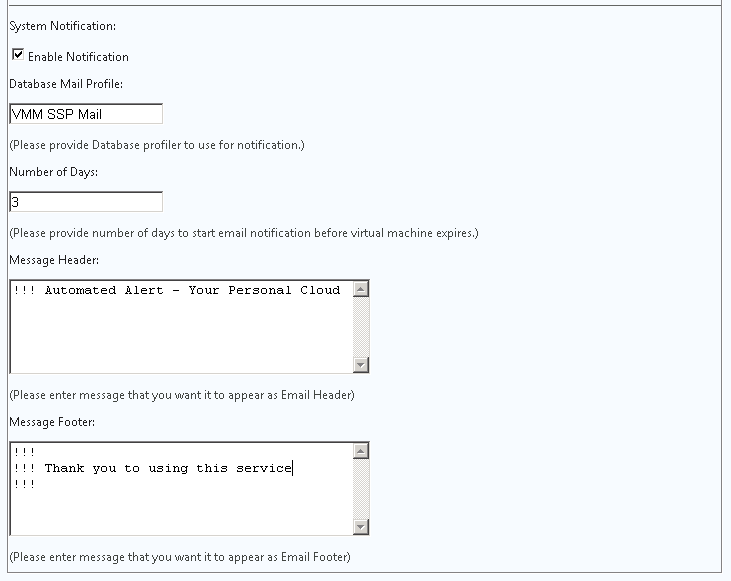 System Notification:
Enable Notification
Database Mail Profile:
VMM SSP Mail
(Please provide Database profiler to use for notification.)
Number of Days:
3
(Please provide number of days to start email notification before virtual machine expires.)
Message Header:
!!! Automated Alert - Your Personal Cloud
(Please enter message that you want it to appear as Email Header)
Message Footer:
!!!
!!! Thank you to using this service
!!!
(Please enter message that you want it to appear as Email Footer)